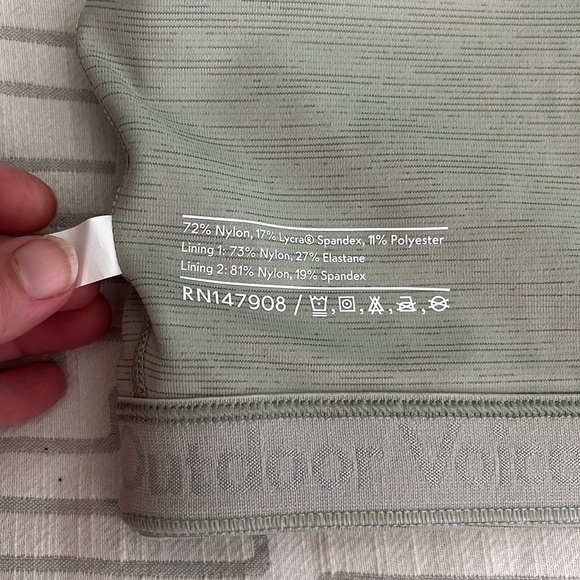 72% Nylon, 17% Lycra® Spandex, 11% Polyester
Lining 1: 73% Nylon, 27% Elastane
Lining 2: 81% Nylon, 19% Spandex
RN147908 /
Outdoor Voice